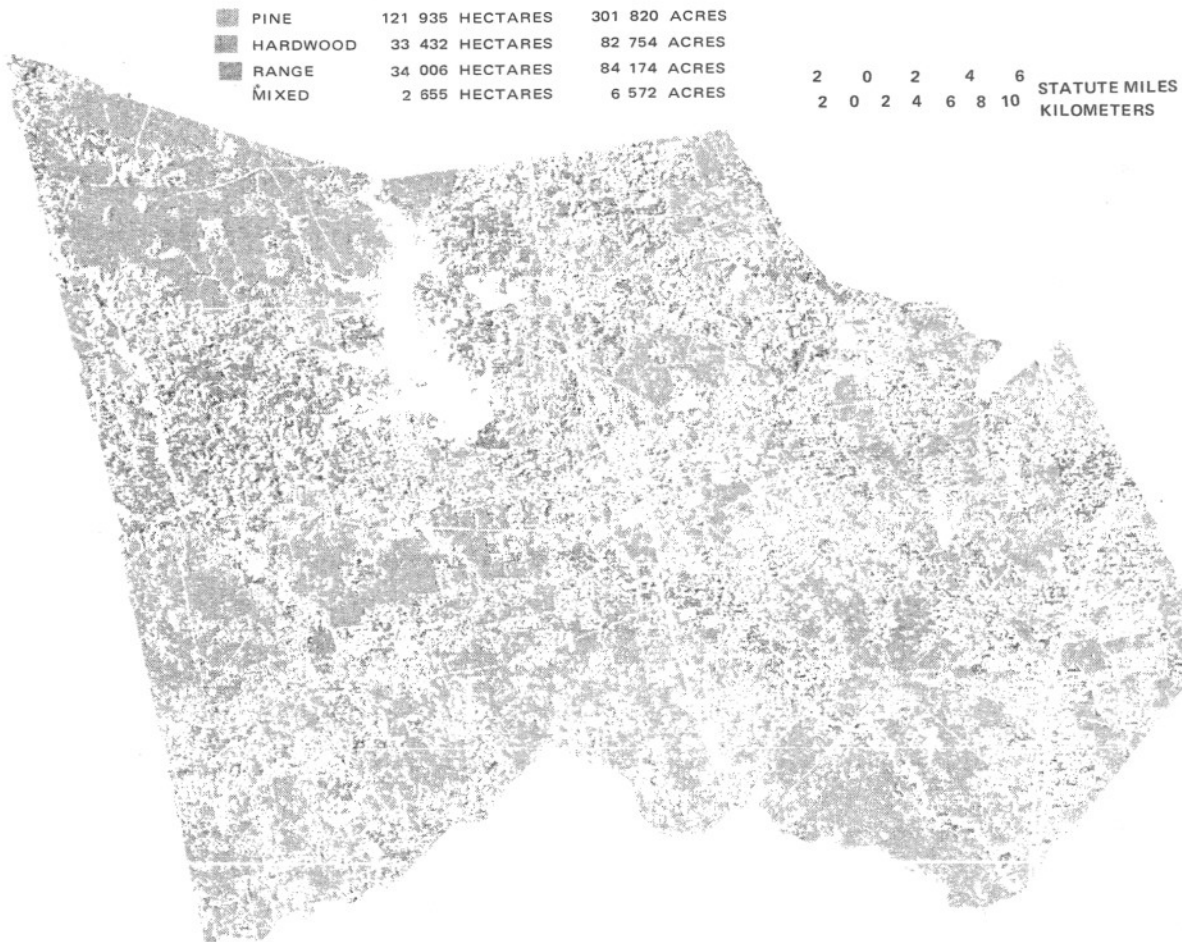 PINE 121 935 HECTARES 301 820 ACRES
HARDWOOD 33 432 HECTARES 82 754 ACRES
RANGE 34 006 HECTARES 84 174 ACRES
MIXED 2 655 HECTARES 6 572 ACRES
2 0 2 4 6 STATUTE MILES
2 0 2 4 6 8 10 KILOMETERS